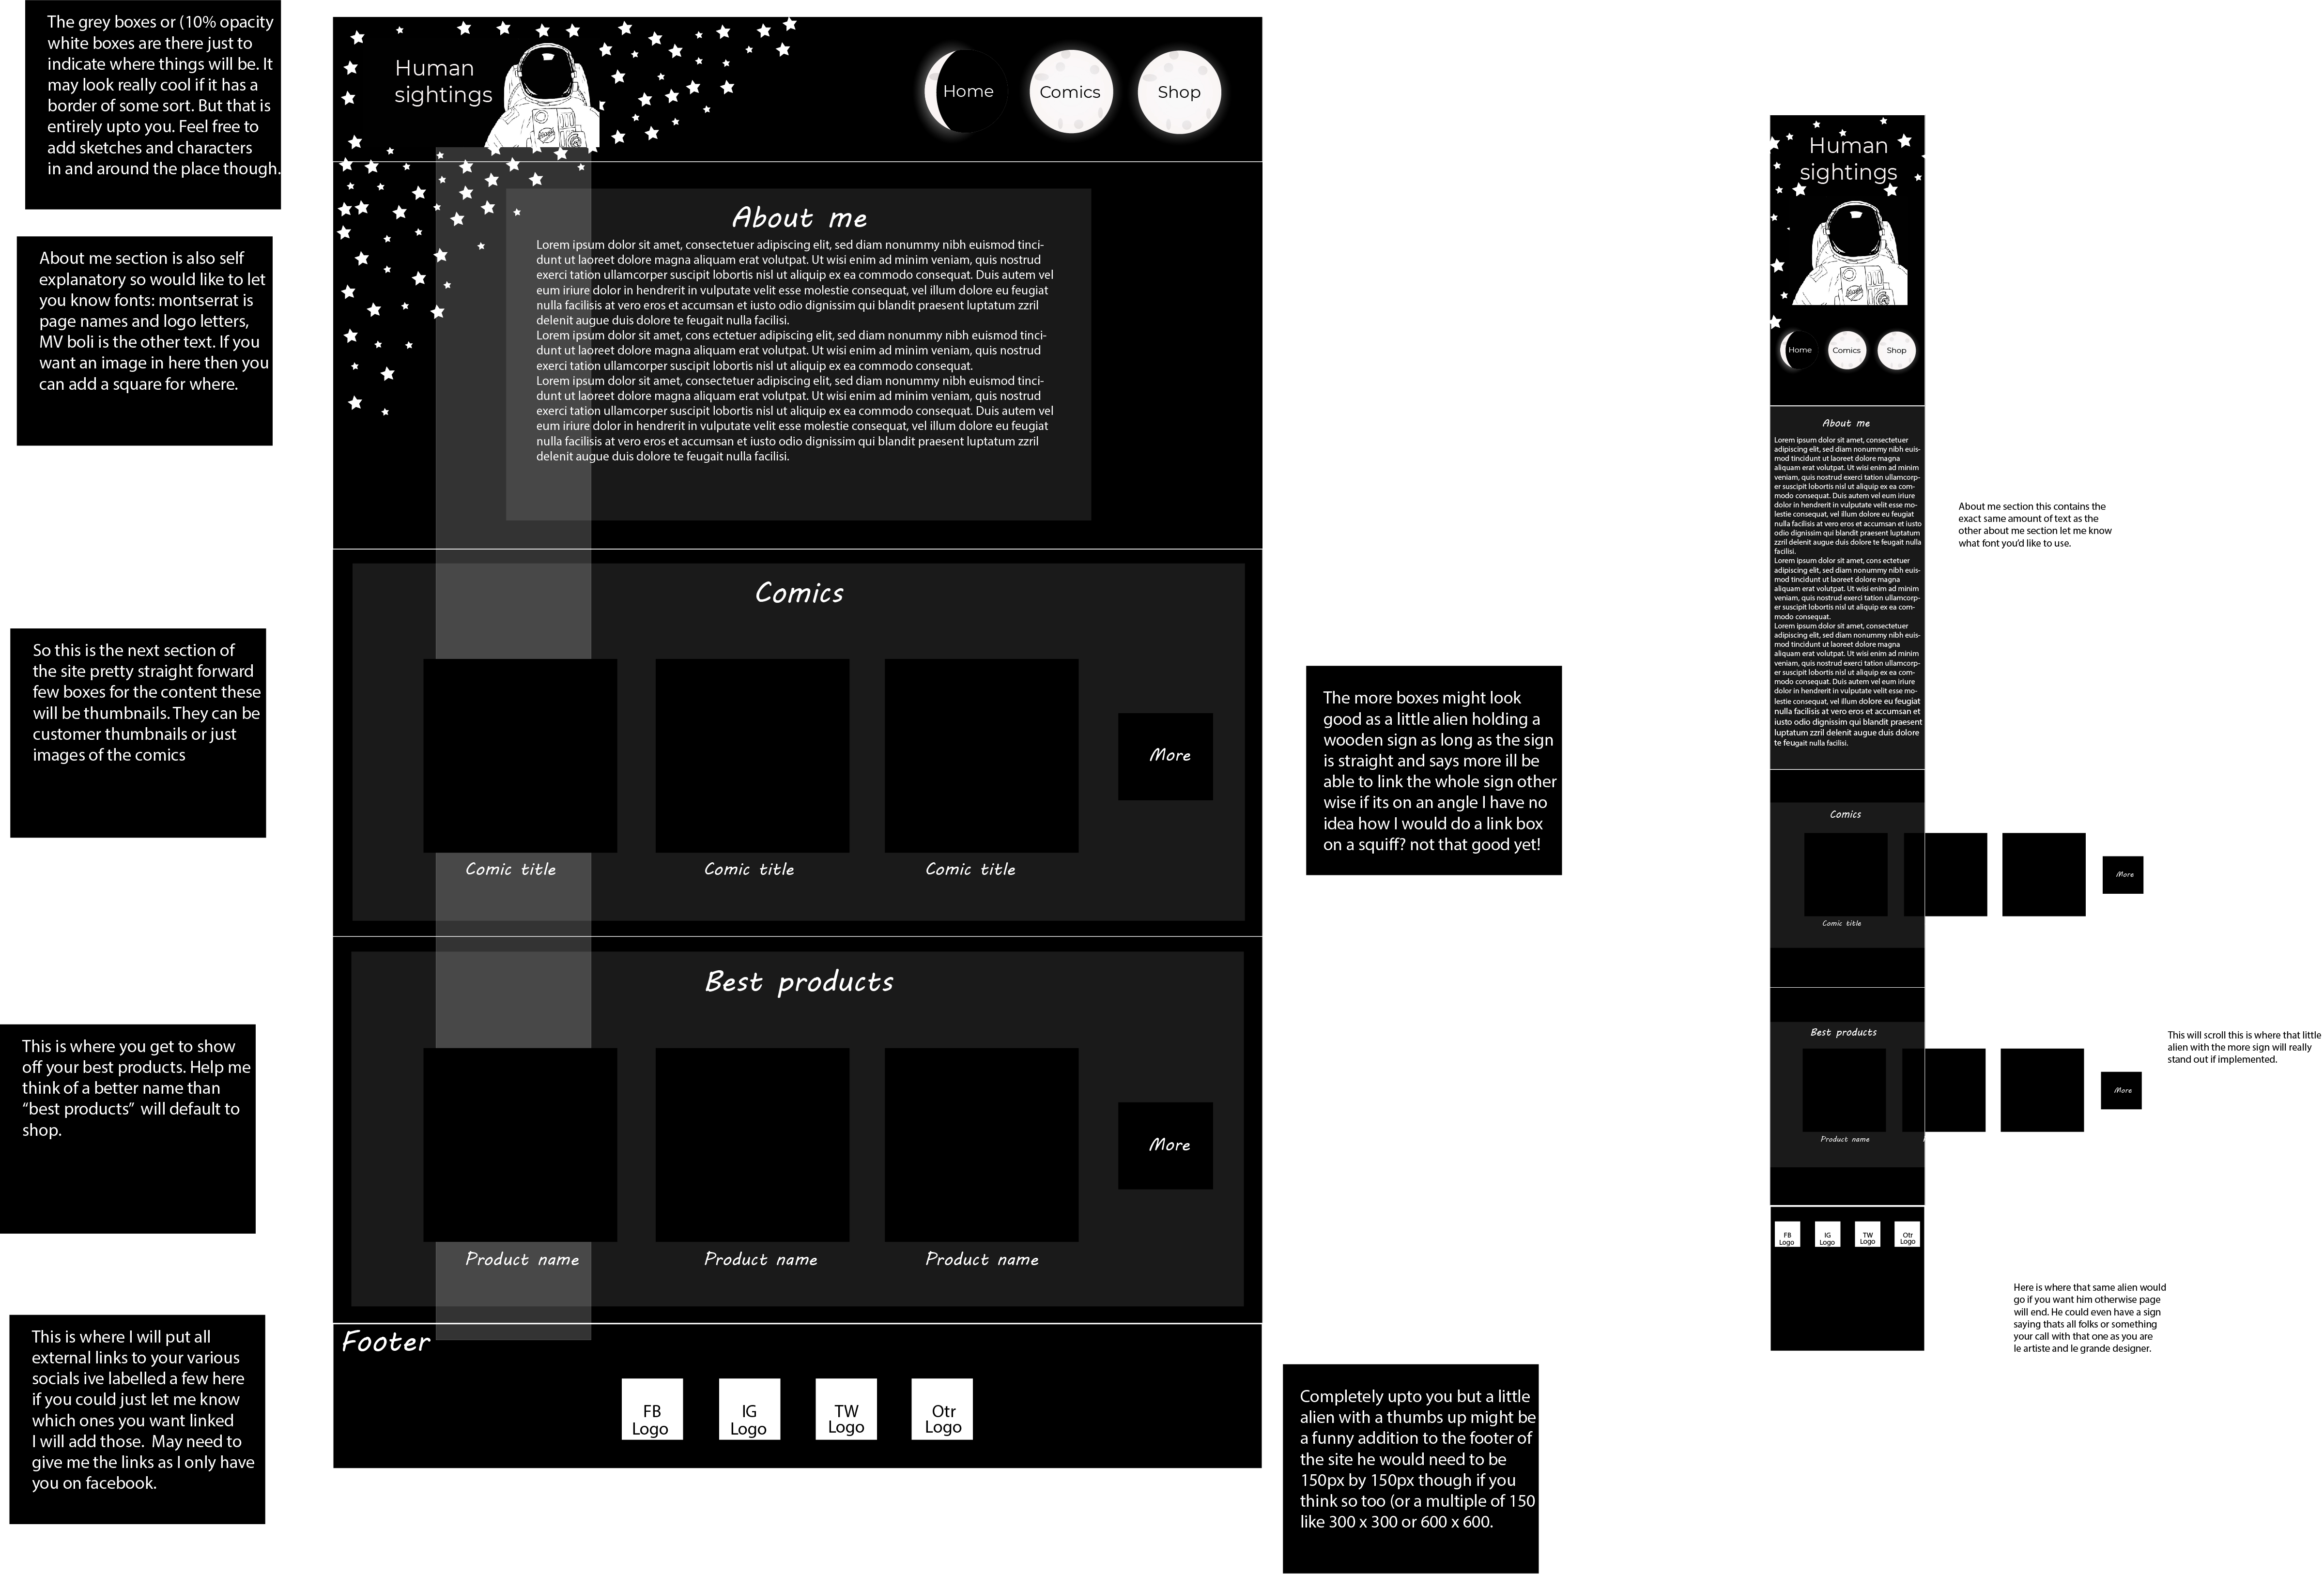 The grey boxes or (10% opacity
white boxes are there just to
indicate where things will be. It
may look really cool if it has a
border of some sort. But that is
entirely upto you. Feel free to
add sketches and characters
in and around the place though.
About me section is also self
explanatory so would like to let
you know fonts: montserrat is
page names and logo letters,
MV boli is the other text. If you
want an image in here then you
can add a square for where.
So this is the next section of
the site pretty straight forward
few boxes for the content these
will be thumbnails. They can be
customer thumbnails or just
images of the comics
This is where you get to show
off your best products. Help me
think of a better name than
“best products”  will default to
shop.
This is where I will put all
external links to your various
socials ive labelled a few here
if you could just let me know
which ones you want linked
I will add those.  May need to
give me the links as I only have
you on facebook.
Human
sightings
Home
Comics
Shop
About me
Lorem ipsum dolor sit amet, consectetuer adipiscing elit, sed diam nonummy nibh euismod tinci-
dunt ut laoreet dolore magna aliquam erat volutpat. Ut wisi enim ad minim veniam, quis nostrud
exerci tation ullamcorper suscipit lobortis nisl ut aliquip ex ea commodo consequat. Duis autem vel
eum iriure dolor in hendrerit in vulputate velit esse molestie consequat, vel illum dolore eu feugiat
nulla facilisis at vero eros et accumsan et iusto odio dignissim qui blandit praesent luptatum zzril
delenit augue duis dolore te feugait nulla facilisi.
Lorem ipsum dolor sit amet, cons ectetuer adipiscing elit, sed diam nonummy nibh euismod tinci-
dunt ut laoreet dolore magna aliquam erat volutpat. Ut wisi enim ad minim veniam, quis nostrud
exerci tation ullamcorper suscipit lobortis nisl ut aliquip ex ea commodo consequat.
Lorem ipsum dolor sit amet, consectetuer adipiscing elit, sed diam nonummy nibh euismod tinci-
dunt ut laoreet dolore magna aliquam erat volutpat. Ut wisi enim ad minim veniam, quis nostrud
exerci tation ullamcorper suscipit lobortis nisl ut aliquip ex ea commodo consequat. Duis autem vel
eum iriure dolor in hendrerit in vulputate velit esse molestie consequat, vel illum dolore eu feugiat
nulla facilisis at vero eros et accumsan et iusto odio dignissim qui blandit praesent luptatum zzril
delenit augue duis dolore te feugait nulla facilisi.
Comics
Comic title
Comic title
Comic title
More
Best products
Product name
Product name
Product name
More
Footer
FB
Logo
IG
Logo
TW
Logo
Otr
Logo
The more boxes might look
good as a little alien holding a
wooden sign as long as the sign
is straight and says more ill be
able to link the whole sign other
wise if its on an angle I have no
idea how I would do a link box
on a squiff? not that good yet!
Completely upto you but a little
alien with a thumbs up might be
a funny addition to the footer of
the site he would need to be
150px by 150px though if you
think so too (or a multiple of 150
like 300 x 300 or 600 x 600.
Human
sightings
Home
Comics
Shop
About me
Lorem ipsum dolor sit amet, consectetuer
adipiscing elit, sed diam nonummy nibh euis-
mod tincidunt ut laoreet dolore magna
aliquam erat volutpat. Ut wisi enim ad minim
veniam, quis nostrud exerci tation ullamcorp-
er suscipit lobortis nisl ut aliquip ex ea com-
modo consequat. Duis autem vel eum iriure
dolor in hendrerit in vulputate velit esse mo-
lestie consequat, vel illum dolore eu feugiat
nulla facilisis at vero eros et accumsan et iusto
odio dignissim qui blandit praesent luptatum
zzril delenit augue duis dolore te feugait nulla
facilisi.
Lorem ipsum dolor sit amet, cons ectetuer
adipiscing elit, sed diam nonummy nibh euis-
mod tincidunt ut laoreet dolore magna
aliquam erat volutpat. Ut wisi enim ad minim
veniam, quis nostrud exerci tation ullamcorp-
er suscipit lobortis nisl ut aliquip ex ea com-
modo consequat.
Lorem ipsum dolor sit amet, consectetuer
adipiscing elit, sed diam nonummy nibh euis-
mod tincidunt ut laoreet dolore magna
aliquam erat volutpat. Ut wisi enim ad minim
veniam, quis nostrud exerci tation ullamcorp-
er suscipit lobortis nisl ut aliquip ex ea com-
modo consequat. Duis autem vel eum iriure
dolor in hendrerit in vulputate velit esse mo-
lestie consequat, vel illum dolore eu feugiat
nulla facilisis at vero eros et accumsan et
iusto odio dignissim qui blandit praesent
luptatum zzril delenit augue duis dolore
te feugait nulla facilisi.
About me section this contains the
exact same amount of text as the
other about me section let me know
what font you’d like to use.
Comics
Comic title
More
Best products
Product name
More
This will scroll this is where that little
alien with the more sign will really
stand out if implemented.
FB
Logo
IG
Logo
TW
Logo
Otr
Logo
Here is where that same alien would
go if you want him otherwise page
will end. He could even have a sign
saying thats all folks or something
your call with that one as you are
le artiste and le grande designer.